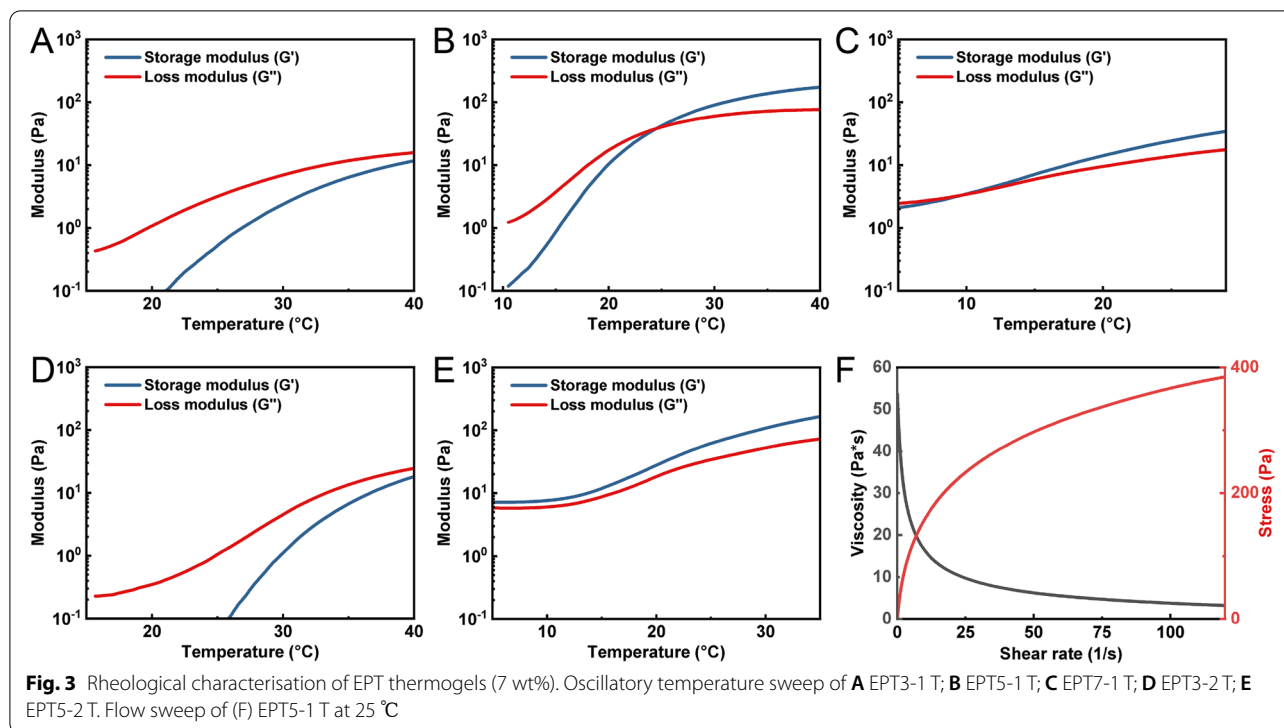 A
Storage modulus (G')
Loss modulus (G'')
Modulus (Pa)
10³
10²
10¹
10⁰
10⁻¹
20 30 40
Temperature (°C)
B
Storage modulus (G')
Loss modulus (G'')
Modulus (Pa)
10³
10²
10¹
10⁰
10⁻¹
10 20 30 40
Temperature (°C)
C
Storage modulus (G')
Loss modulus (G'')
Modulus (Pa)
10³
10²
10¹
10⁰
10⁻¹
10 20
Temperature (°C)
D
Storage modulus (G')
Loss modulus (G'')
Modulus (Pa)
10³
10²
10¹
10⁰
10⁻¹
20 30 40
Temperature (°C)
E
Storage modulus (G')
Loss modulus (G'')
Modulus (Pa)
10³
10²
10¹
10⁰
10⁻¹
10 20 30
Temperature (°C)
F
Viscosity (Pa*s)
60
50
40
30
20
10
0
Stress (Pa)
400
200
0
0 25 50 75 100
Shear rate (1/s)
Fig. 3 Rheological characterisation of EPT thermogels (7 wt%). Oscillatory temperature sweep of A EPT3-1 T; B EPT5-1 T; C EPT7-1 T; D EPT3-2 T; E
EPT5-2 T. Flow sweep of (F) EPT5-1 T at 25 ℃